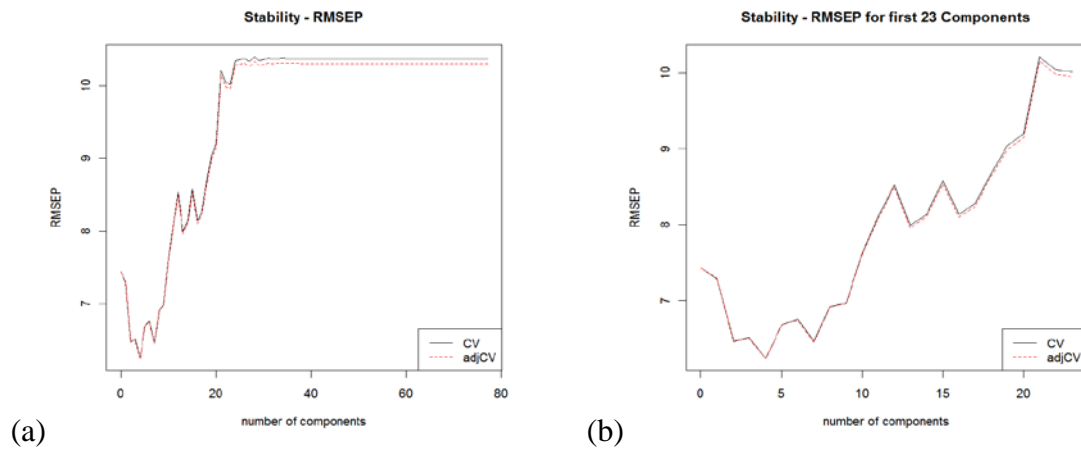 Stability - RMSEP
RMSEP
10
9
8
7
0
20
40
60
80
number of components
CV
adjCV
(a)
Stability - RMSEP for first 23 Components
RMSEP
10
9
8
7
0
5
10
15
20
number of components
CV
adjCV
(b)